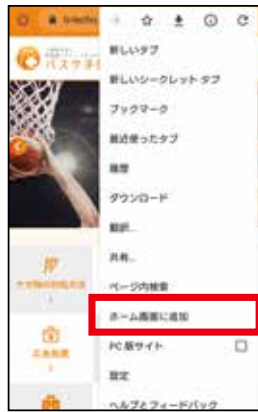 バスケ手
新しいタブ
新しいシークレット タブ
ブックマーク
最近使ったタブ
履歴
ダウンロード
翻訳...
共有...
ページ内検索
ホーム画面に追加
PC 版サイト
設定
ヘルプとフィードバック